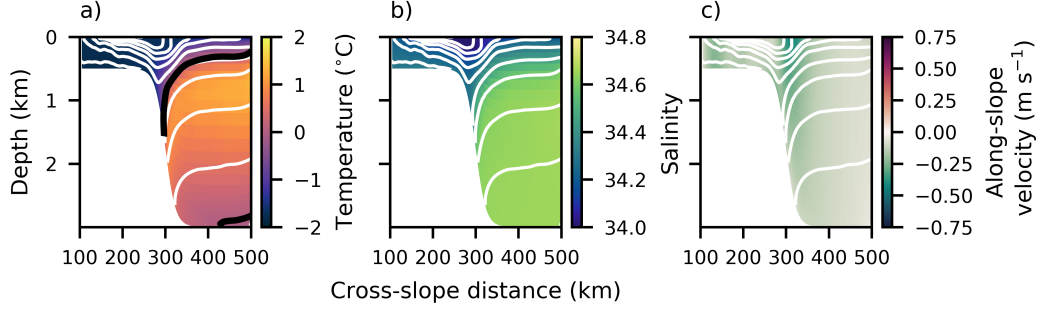 a)
b)
c)
0
1
2
Depth (km)
100 200 300 400 500
2
1
0
−1
−2
Temperature (°C)
100 200 300 400 500
34.8
34.6
34.4
34.2
34.0
Salinity
100 200 300 400 500
0.75
0.50
0.25
0.00
−0.25
−0.50
−0.75
Along-slope
velocity (m s⁻¹)
Cross-slope distance (km)